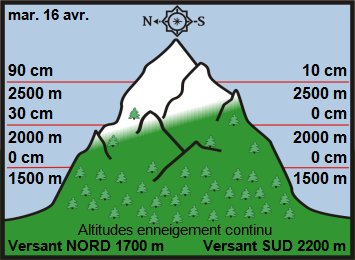 mar. 16 avr.
N S
90 cm 10 cm
2500 m 2500 m
30 cm 0 cm
2000 m 2000 m
0 cm 0 cm
1500 m 1500 m
Altitudes enneigement continu
Versant NORD 1700 m Versant SUD 2200 m